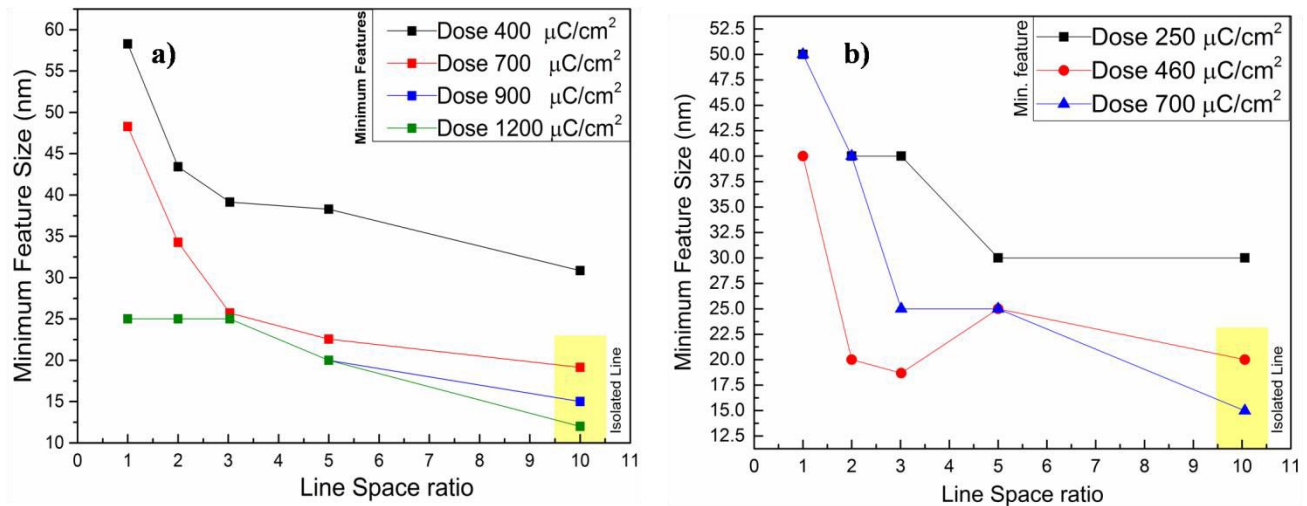 a)
Minimum Features
Dose 400 μC/cm²
Dose 700 μC/cm²
Dose 900 μC/cm²
Dose 1200 μC/cm²
Minimum Feature Size (nm)
60
55
50
45
40
35
30
25
20
15
10
Isolated Line
0 1 2 3 4 5 6 7 8 9 10 11
Line Space ratio
b)
Min. feature
Dose 250 μC/cm²
Dose 460 μC/cm²
Dose 700 μC/cm²
Minimum Feature Size (nm)
52.5
50.0
47.5
45.0
42.5
40.0
37.5
35.0
32.5
30.0
27.5
25.0
22.5
20.0
17.5
15.0
12.5
Isolated Line
0 1 2 3 4 5 6 7 8 9 10 11
Line Space ratio